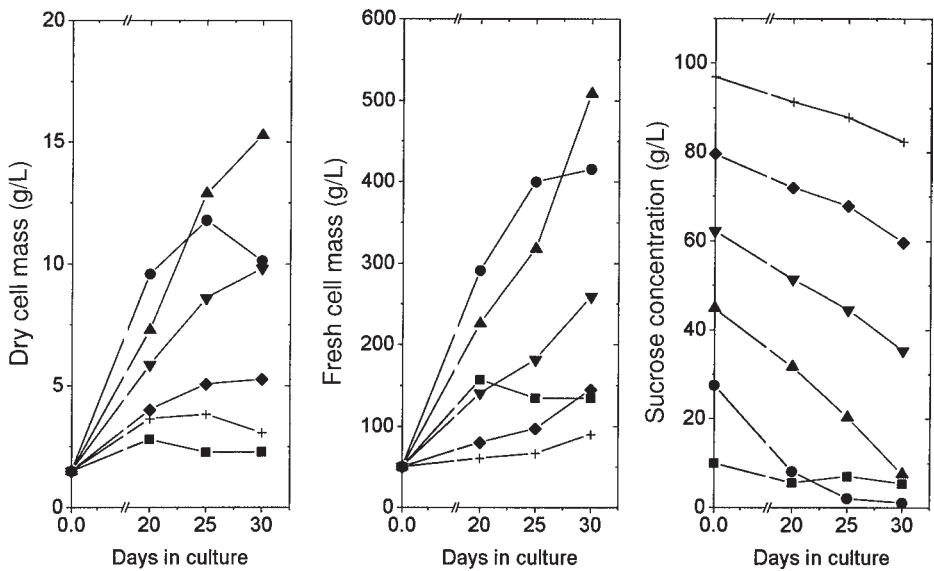 Dry cell mass (g/L)
20
15
10
5
0
0.0 20 25 30
Days in culture
Fresh cell mass (g/L)
600
500
400
300
200
100
0
0.0 20 25 30
Days in culture
Sucrose concentration (g/L)
100
80
60
40
20
0
0.0 20 25 30
Days in culture